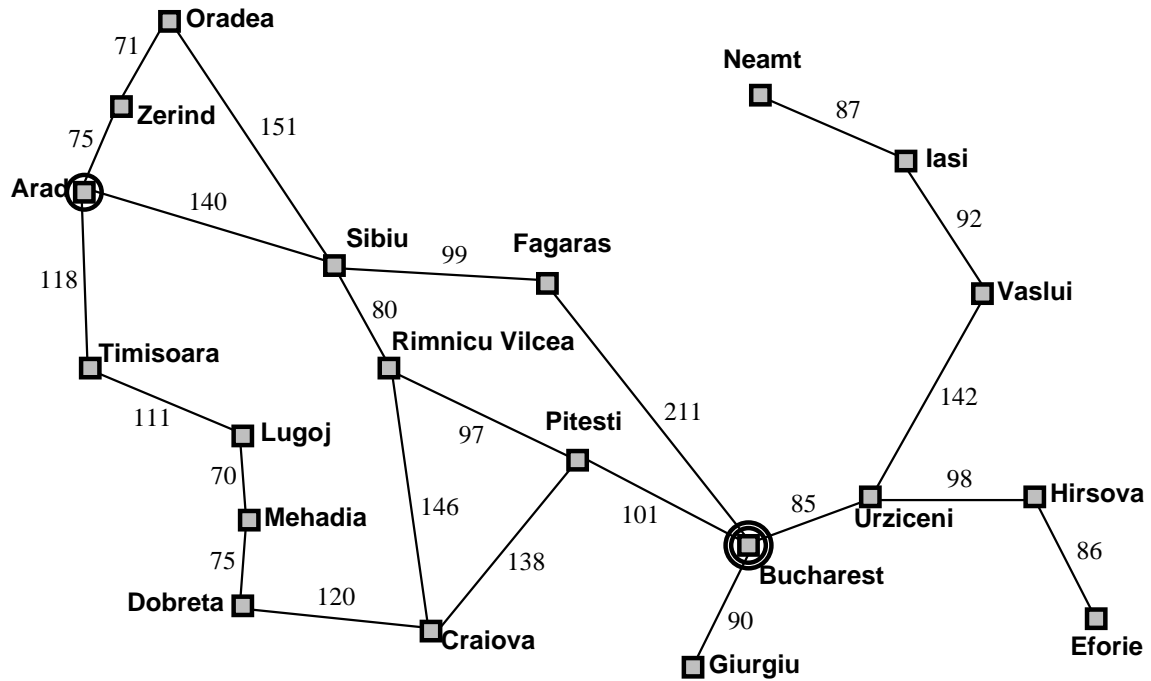 Oradea
71
Neamt
Zerind
87
151
75
Iasi
Arad
140
92
Sibiu
Fagaras
99
118
Vaslui
80
Rimnicu Vilcea
Timisoara
142
111
211
Lugoj
97
Pitesti
70
98
Hirsova
146
101
85
Urziceni
Mehadia
86
75
138
Bucharest
Dobreta
120
90
Craiova
Eforie
Giurgiu